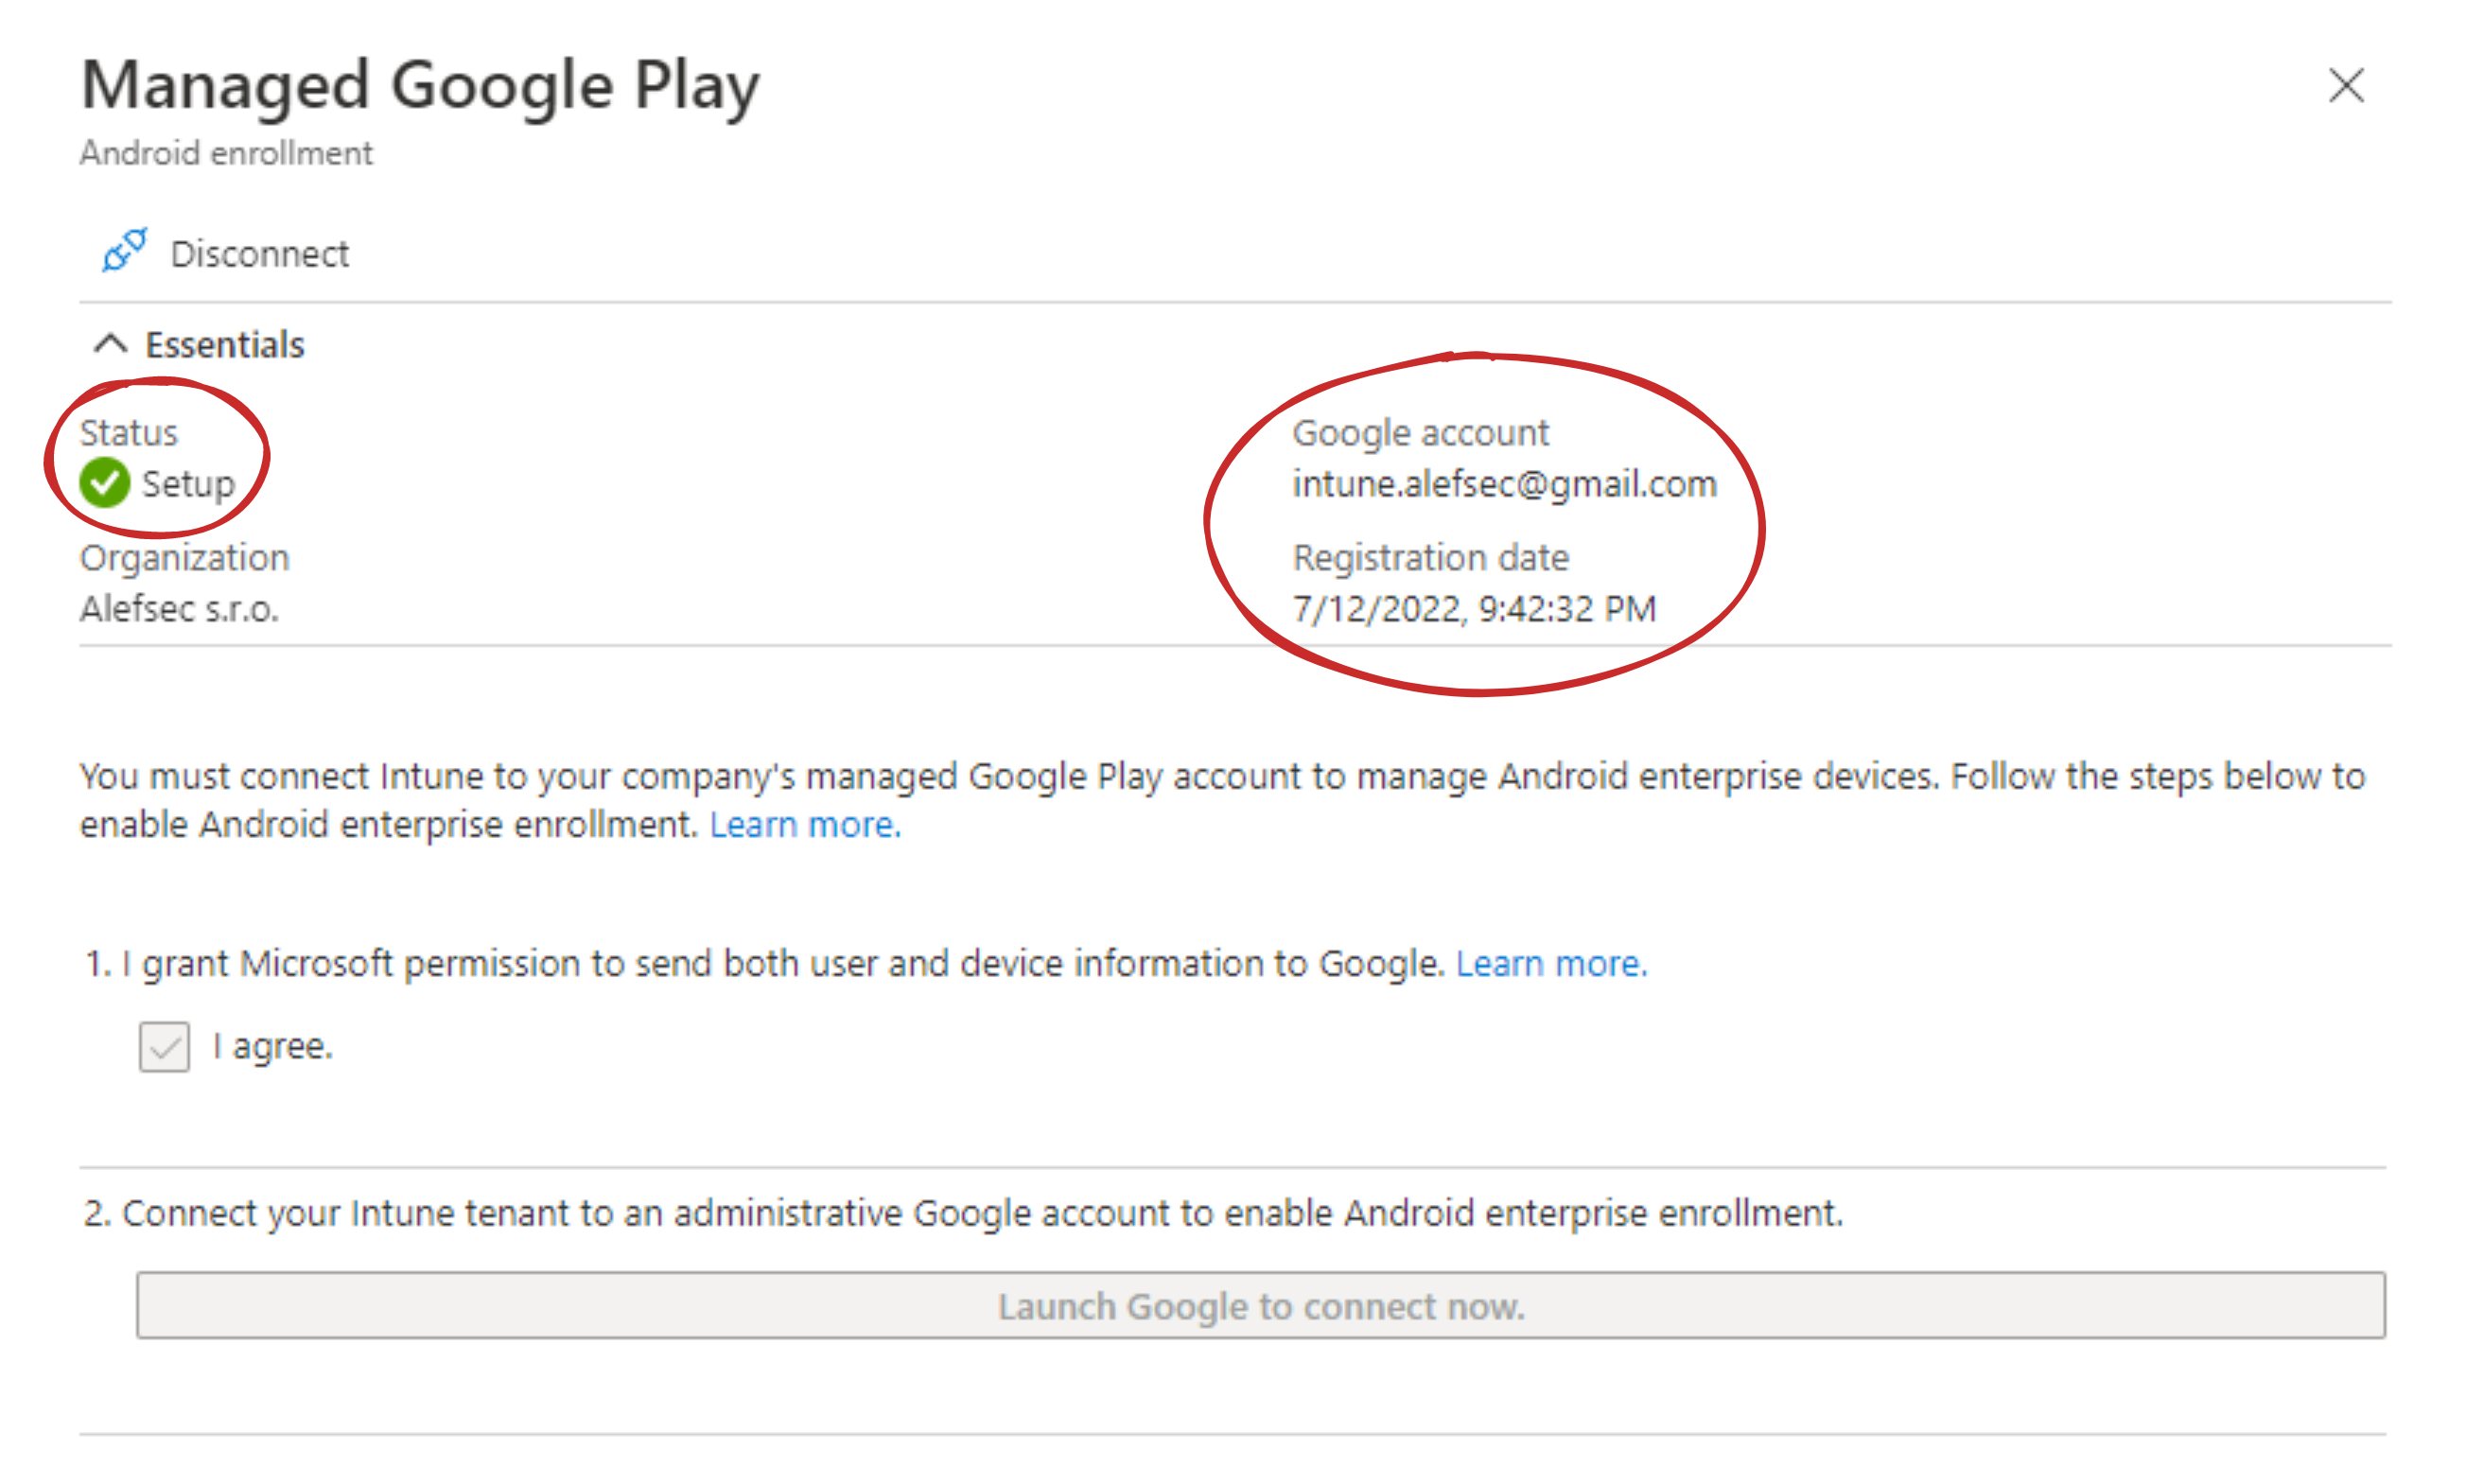 Managed Google Play
Android enrollment
Disconnect
Essentials
Status
Setup
Organization
Alefsec s.r.o.
Google account
intune.alefsec@gmail.com
Registration date
7/12/2022, 9:42:32 PM
You must connect Intune to your company's managed Google Play account to manage Android enterprise devices. Follow the steps below to
enable Android enterprise enrollment. Learn more.
1. I grant Microsoft permission to send both user and device information to Google. Learn more.
I agree.
2. Connect your Intune tenant to an administrative Google account to enable Android enterprise enrollment.
Launch Google to connect now.